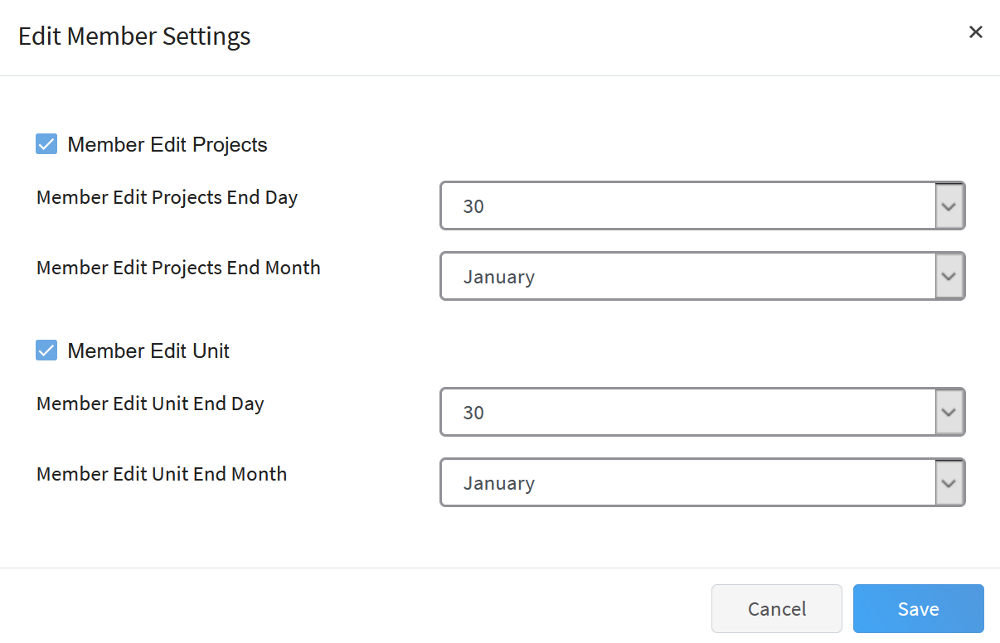 Edit Member Settings
Member Edit Projects
Member Edit Projects End Day
30
Member Edit Projects End Month
January
Member Edit Unit
Member Edit Unit End Day
30
Member Edit Unit End Month
January
Cancel
Save